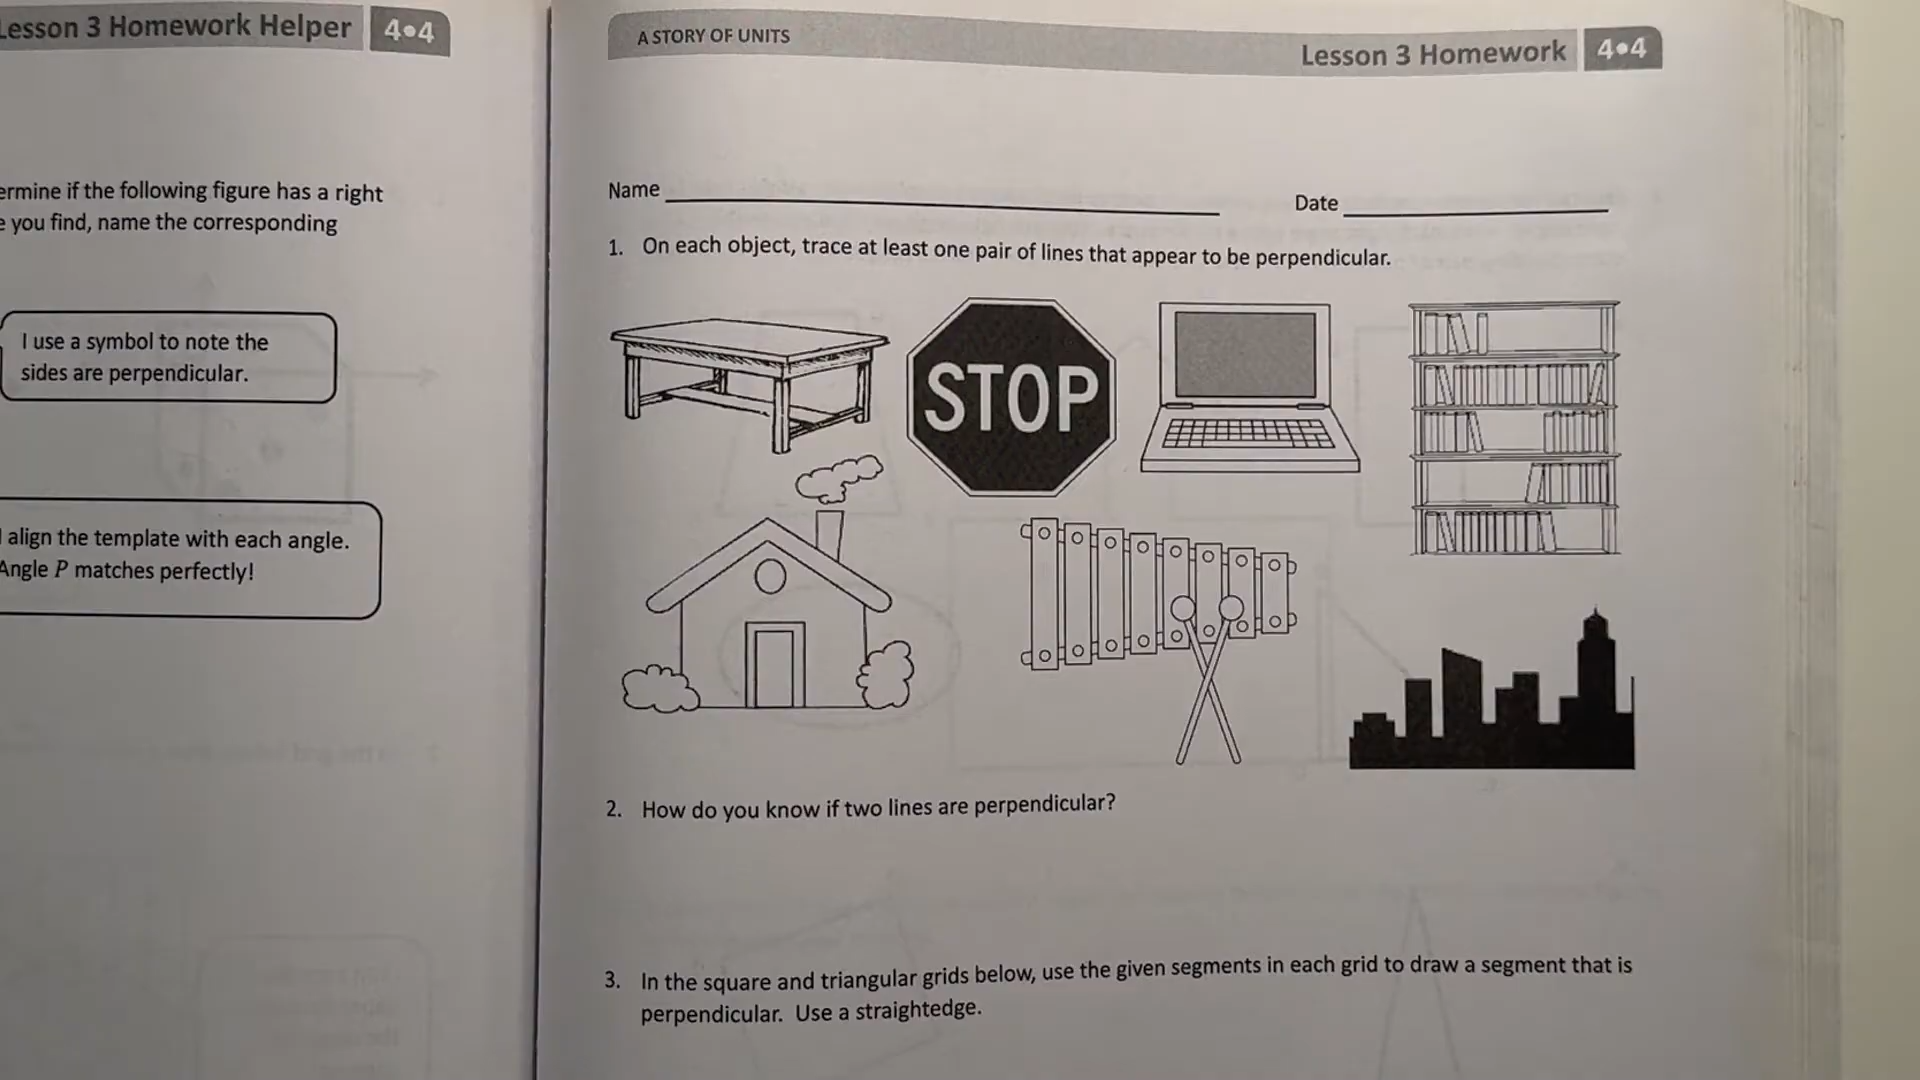 Lesson 3 Homework Helper 4•4
ermine if the following figure has a right
e you find, name the corresponding
I use a symbol to note the
sides are perpendicular.
I align the template with each angle.
Angle P matches perfectly!
A STORY OF UNITS
Lesson 3 Homework 4•4
Name
Date
1. On each object, trace at least one pair of lines that appear to be perpendicular.
STOP
2. How do you know if two lines are perpendicular?
3. In the square and triangular grids below, use the given segments in each grid to draw a segment that is
perpendicular. Use a straightedge.